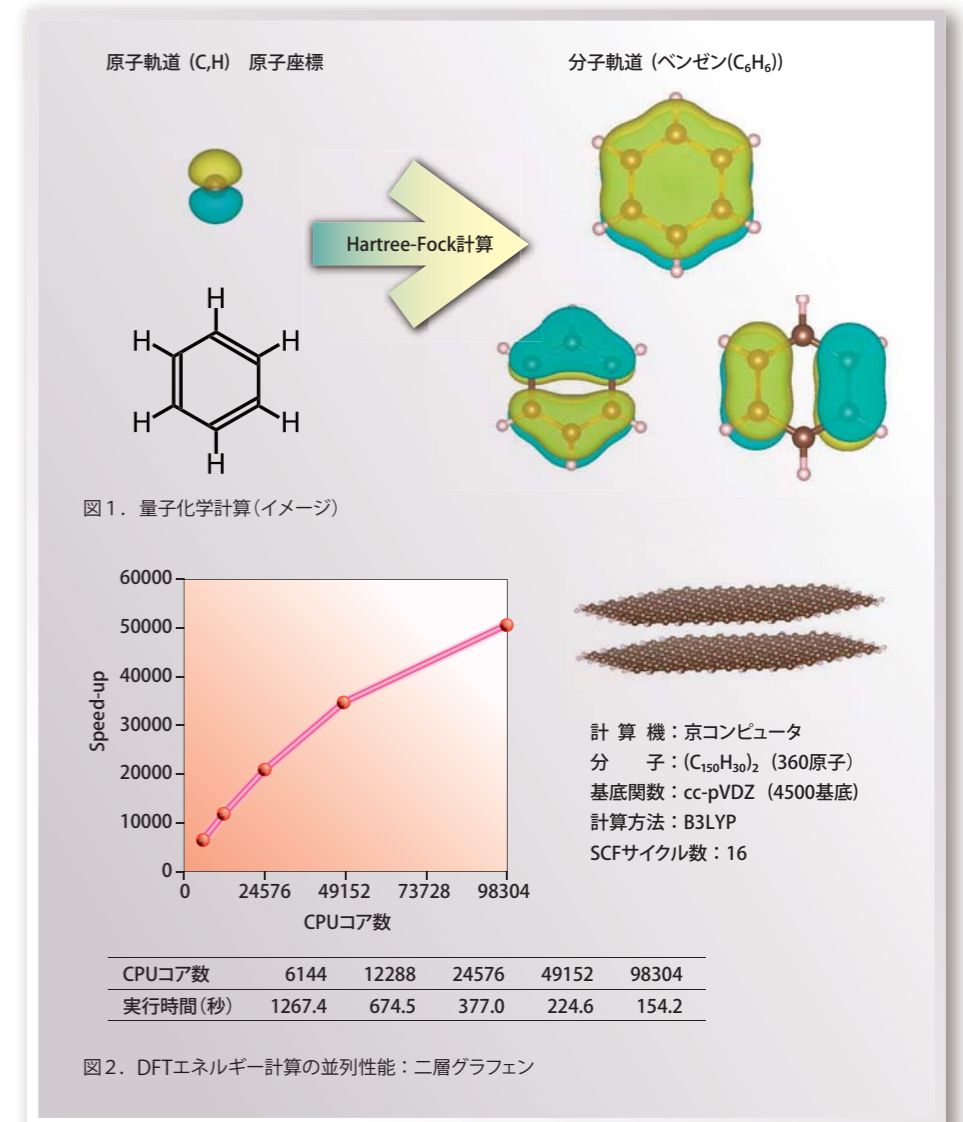 原子軌道 (C,H)　原子座標
分子軌道 (ベンゼン(C₆H₆))
Hartree-Fock計算
H
H H
H H
H
図1．量子化学計算（イメージ）
60000
50000
40000
30000
20000
10000
0
Speed-up
0 24576 49152 73728 98304
CPUコア数
計 算 機：京コンピュータ
分　　子：(C₁₅₀H₃₀)₂（360原子）
基底関数：cc-pVDZ（4500基底）
計算方法：B3LYP
SCFサイクル数：16
CPUコア数 6144 12288 24576 49152 98304
実行時間（秒） 1267.4 674.5 377.0 224.6 154.2
図2．DFTエネルギー計算の並列性能：二層グラフェン